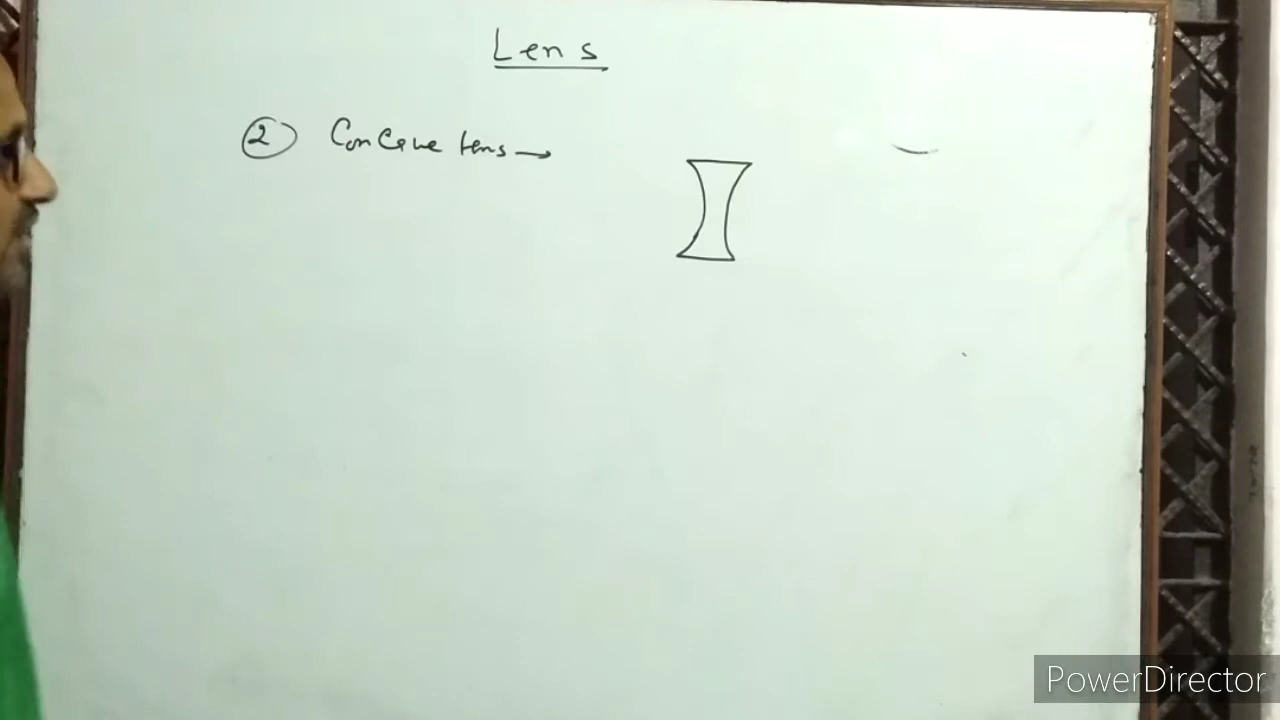 Lens
② Concave lens →
PowerDirector